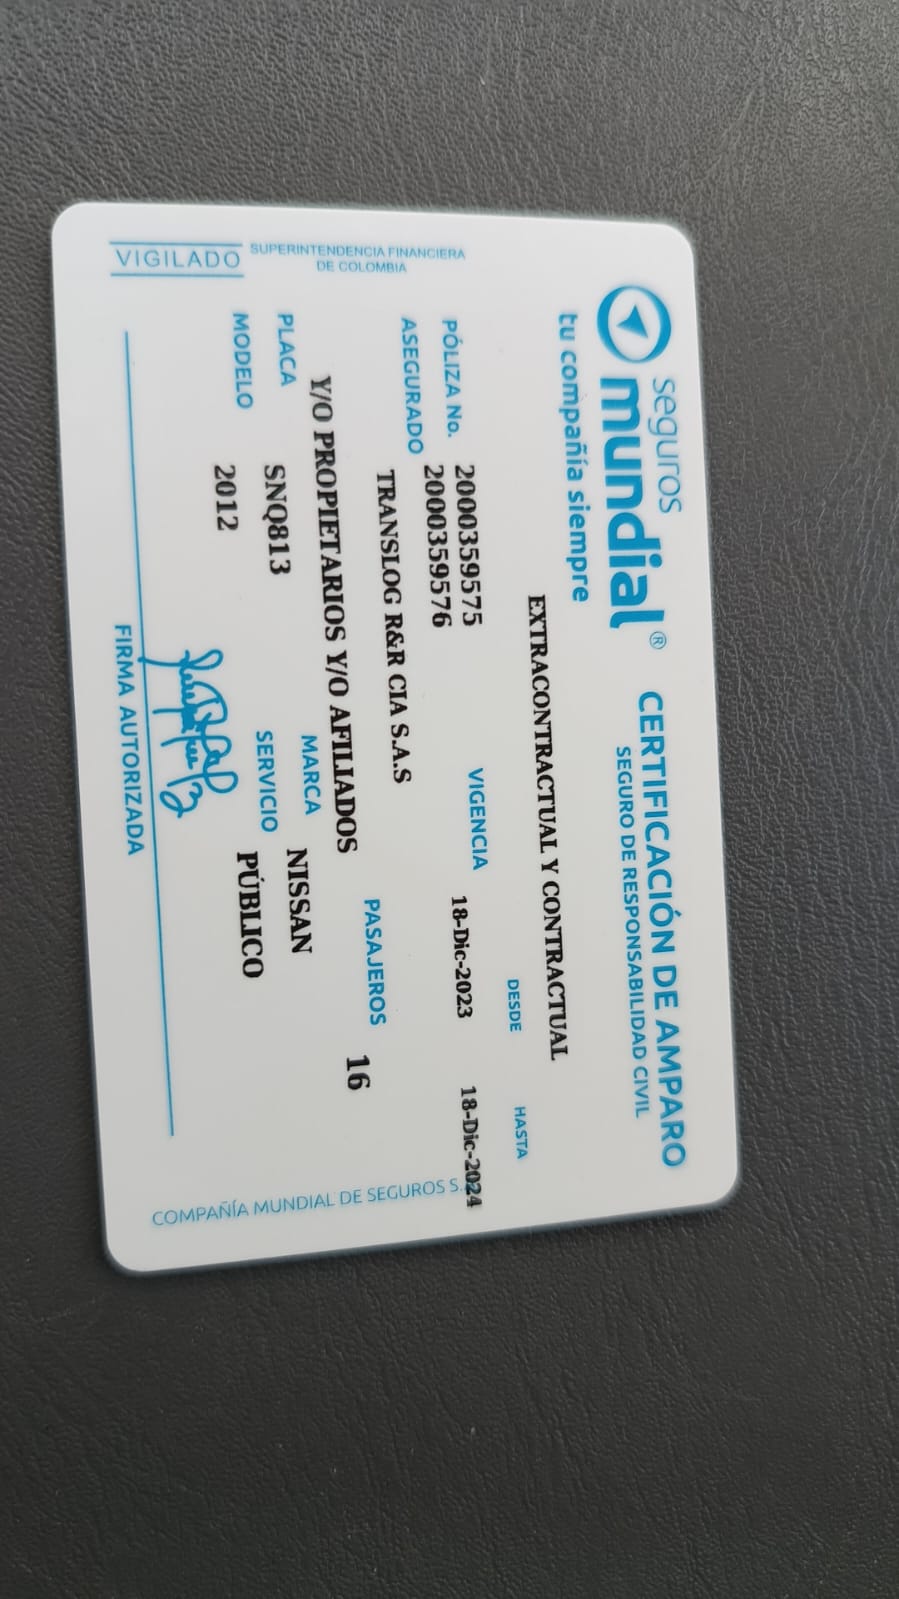 seguros
mundial®
tu compañía siempre
CERTIFICACIÓN DE AMPARO
SEGURO DE RESPONSABILIDAD CIVIL
EXTRACONTRACTUAL Y CONTRACTUAL
DESDE HASTA
PÓLIZA No. 2000359575 VIGENCIA 18-Dic-2023 18-Dic-2024
2000359576
ASEGURADO TRANSLOG R&R CIA S.A.S
Y/O PROPIETARIOS Y/O AFILIADOS PASAJEROS 16
PLACA SNQ813 MARCA NISSAN
MODELO 2012 SERVICIO PÚBLICO
FIRMA AUTORIZADA
VIGILADO SUPERINTENDENCIA FINANCIERA
DE COLOMBIA
COMPAÑÍA MUNDIAL DE SEGUROS